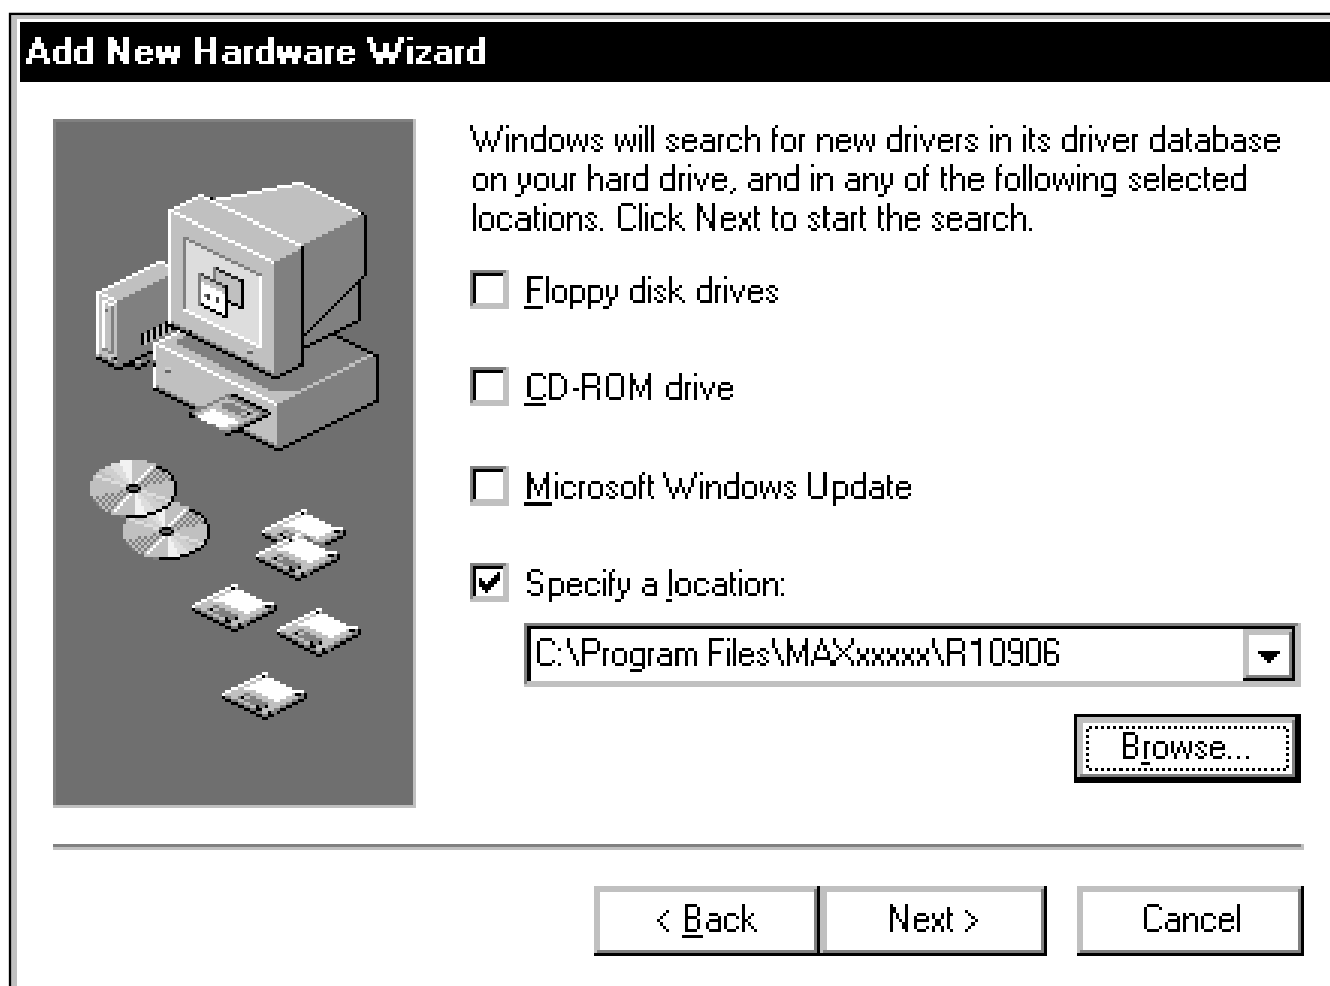 Add New Hardware Wizard
Windows will search for new drivers in its driver database
on your hard drive, and in any of the following selected
locations. Click Next to start the search.
Floppy disk drives
CD-ROM drive
Microsoft Windows Update
Specify a location:
C:\Program Files\MAXxxxxx\R10906
Browse...
< Back
Next >
Cancel